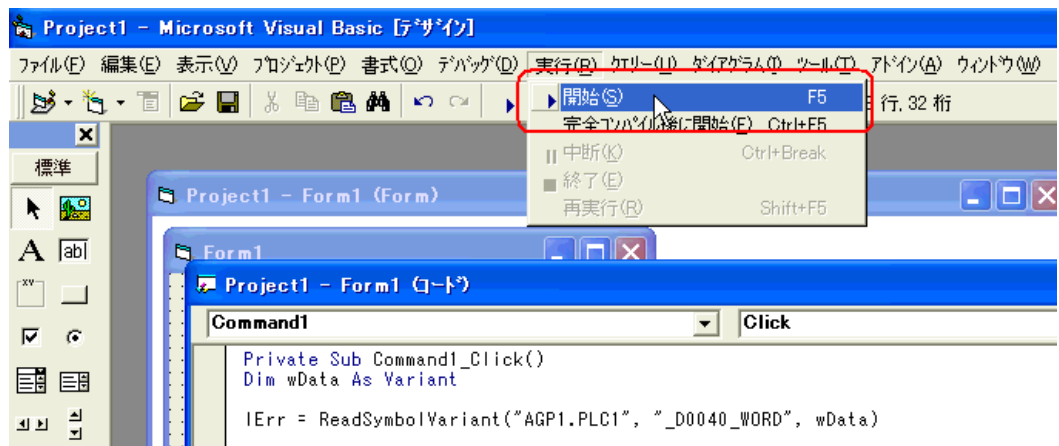 Project1 - Microsoft Visual Basic [ﾃﾞｻﾞｲﾝ]
ﾌｧｲﾙ(F) 編集(E) 表示(V) ﾌﾟﾛｼﾞｪｸﾄ(P) 書式(O) ﾃﾞﾊﾞｯｸﾞ(D) 実行(R) ｸｴﾘｰ(U) ﾀﾞｲｱｸﾞﾗﾑ(I) ﾂｰﾙ(T) ｱﾄﾞｲﾝ(A) ｳｨﾝﾄﾞｳ(W)
行, 32 桁
開始(S) F5
完全ｺﾝﾊﾟｲﾙ後に開始(F) Ctrl+F5
中断(K) Ctrl+Break
終了(E)
再実行(R) Shift+F5
標準
A ab
xv
Project1 - Form1 (Form)
Form1
Project1 - Form1 (ｺｰﾄﾞ)
Command1 Click
Private Sub Command1_Click()
Dim wData As Variant
lErr = ReadSymbolVariant("AGP1.PLC1", "_D0040_WORD", wData)